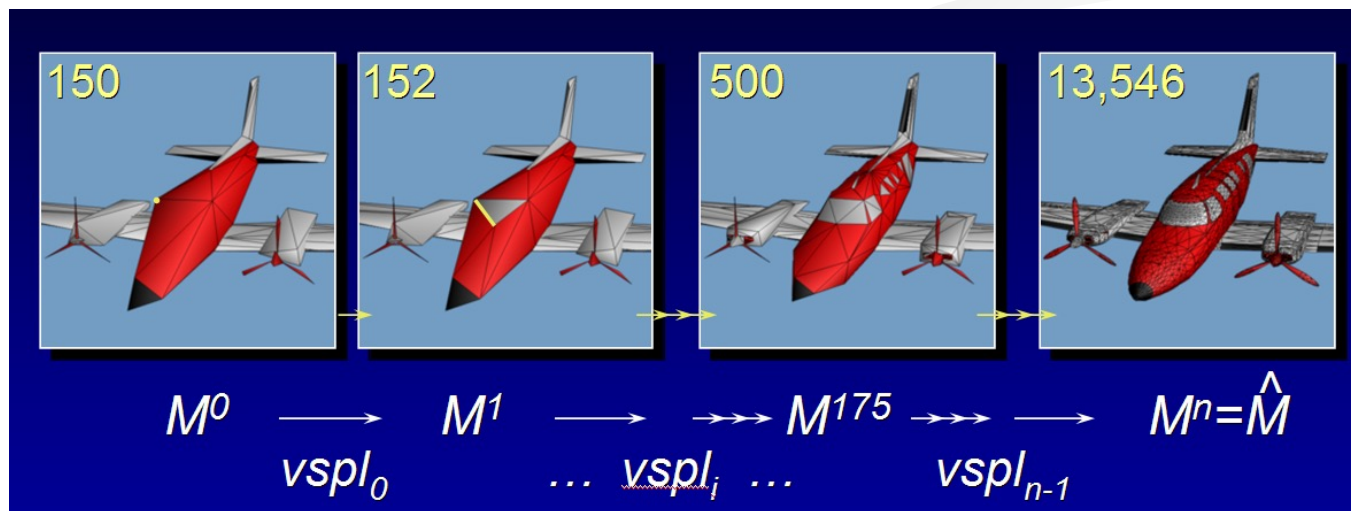 150 152 500 13,546
M⁰ M¹ M¹⁷⁵ Mⁿ=M̂
vspl₀ ... vsplᵢ ... vsplₙ₋₁